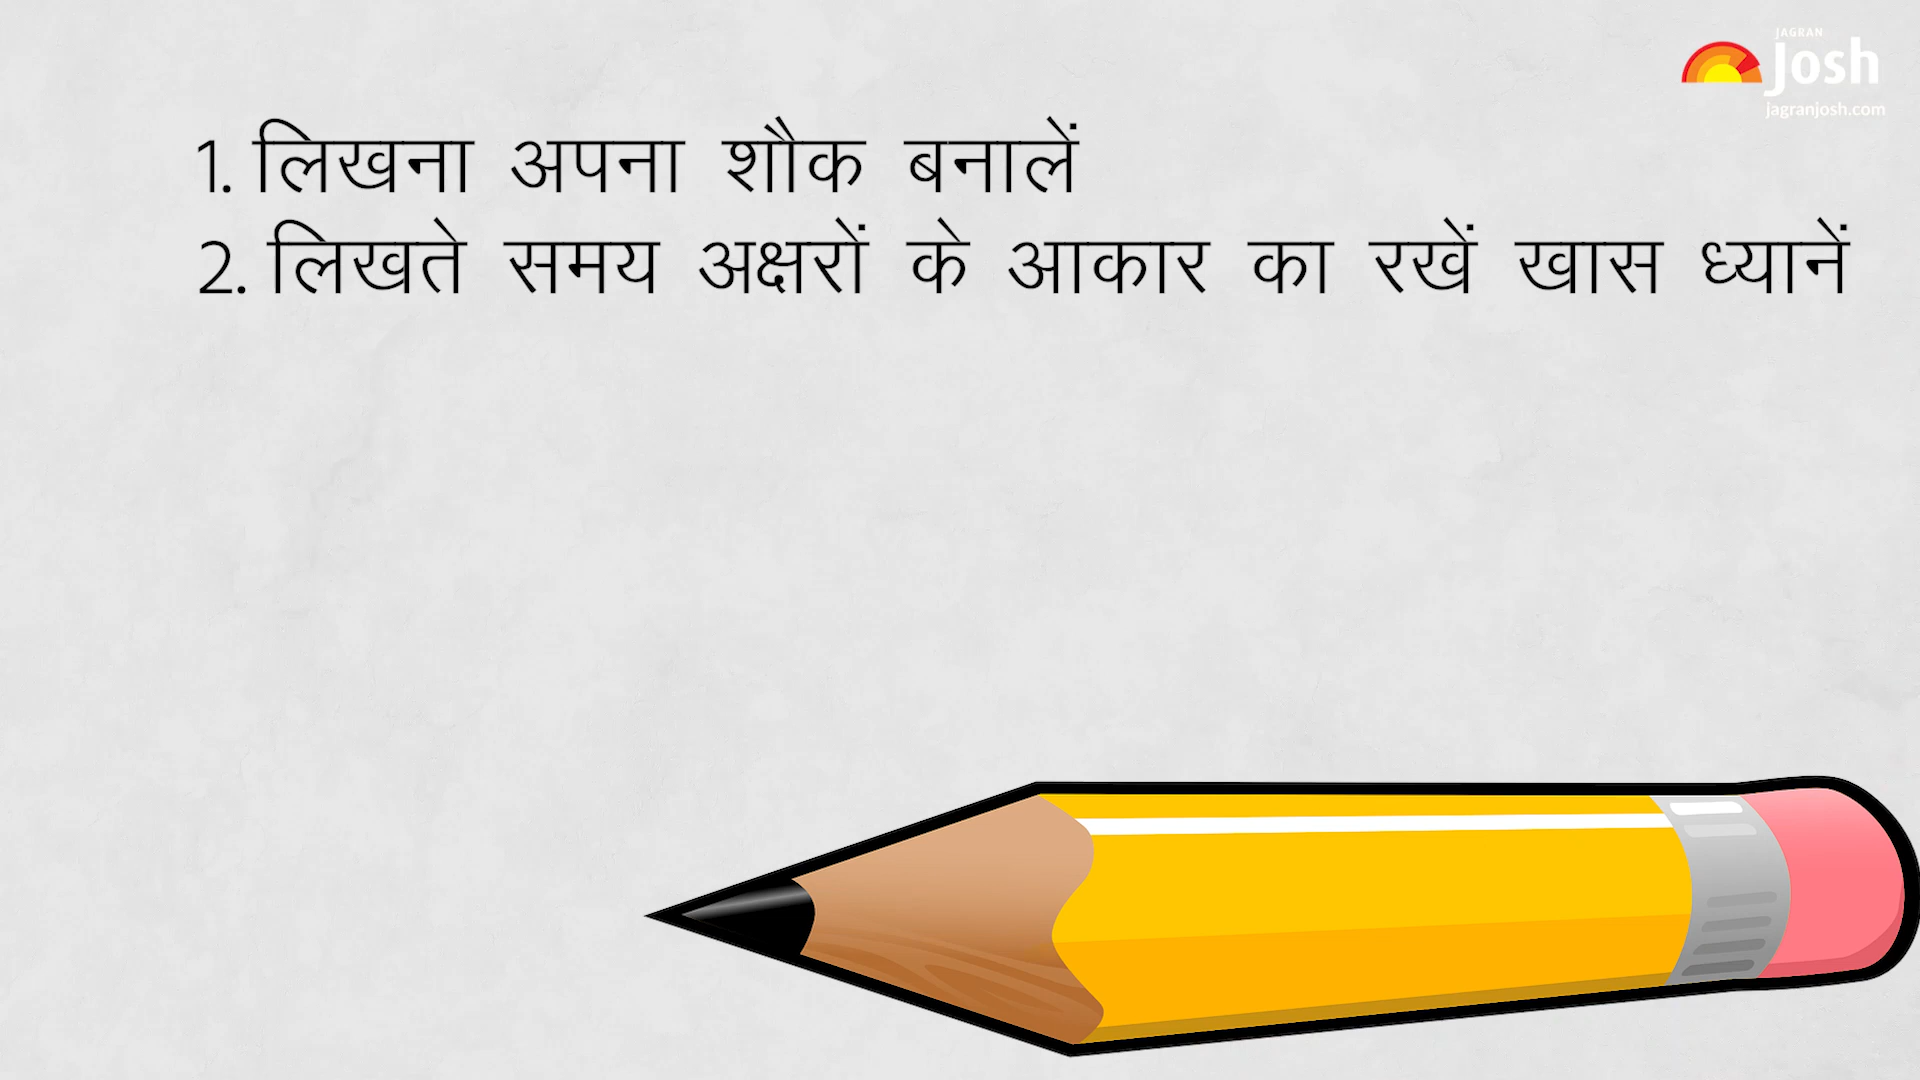 JAGRAN
Josh
jagranjosh.com
1. लिखना अपना शौक बनालें
2. लिखते समय अक्षरों के आकार का रखें खास ध्यानें